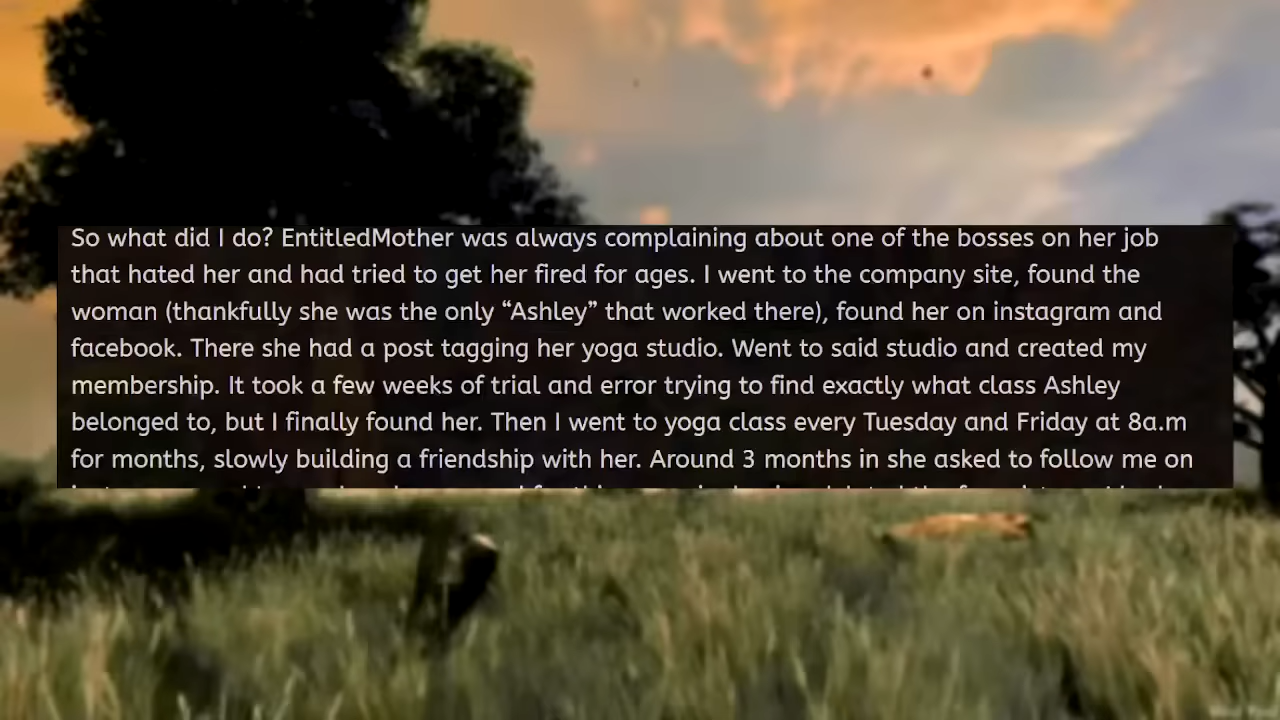 So what did I do? EntitledMother was always complaining about one of the bosses on her job
that hated her and had tried to get her fired for ages. I went to the company site, found the
woman (thankfully she was the only “Ashley” that worked there), found her on instagram and
facebook. There she had a post tagging her yoga studio. Went to said studio and created my
membership. It took a few weeks of trial and error trying to find exactly what class Ashley
belonged to, but I finally found her. Then I went to yoga class every Tuesday and Friday at 8a.m
for months, slowly building a friendship with her. Around 3 months in she asked to follow me on